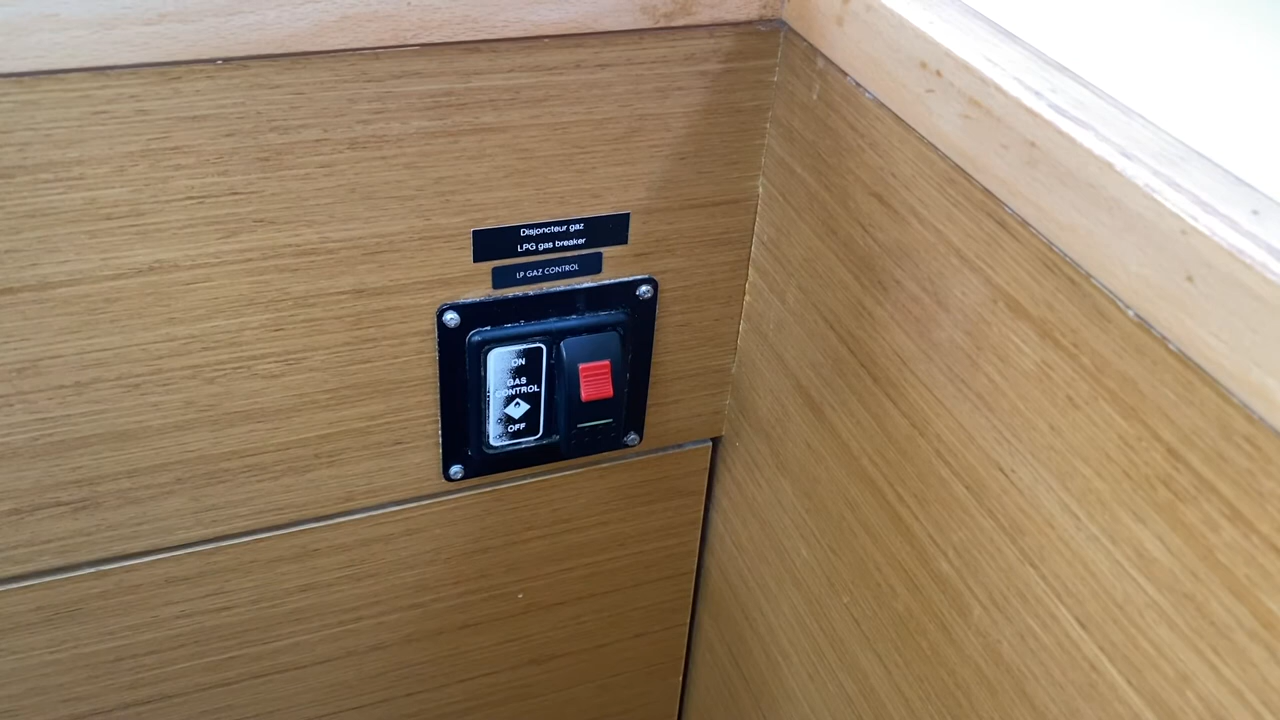 Disjoncteur gaz
LPG gas breaker
LP GAZ CONTROL
ON
GAS
CONTROL
OFF